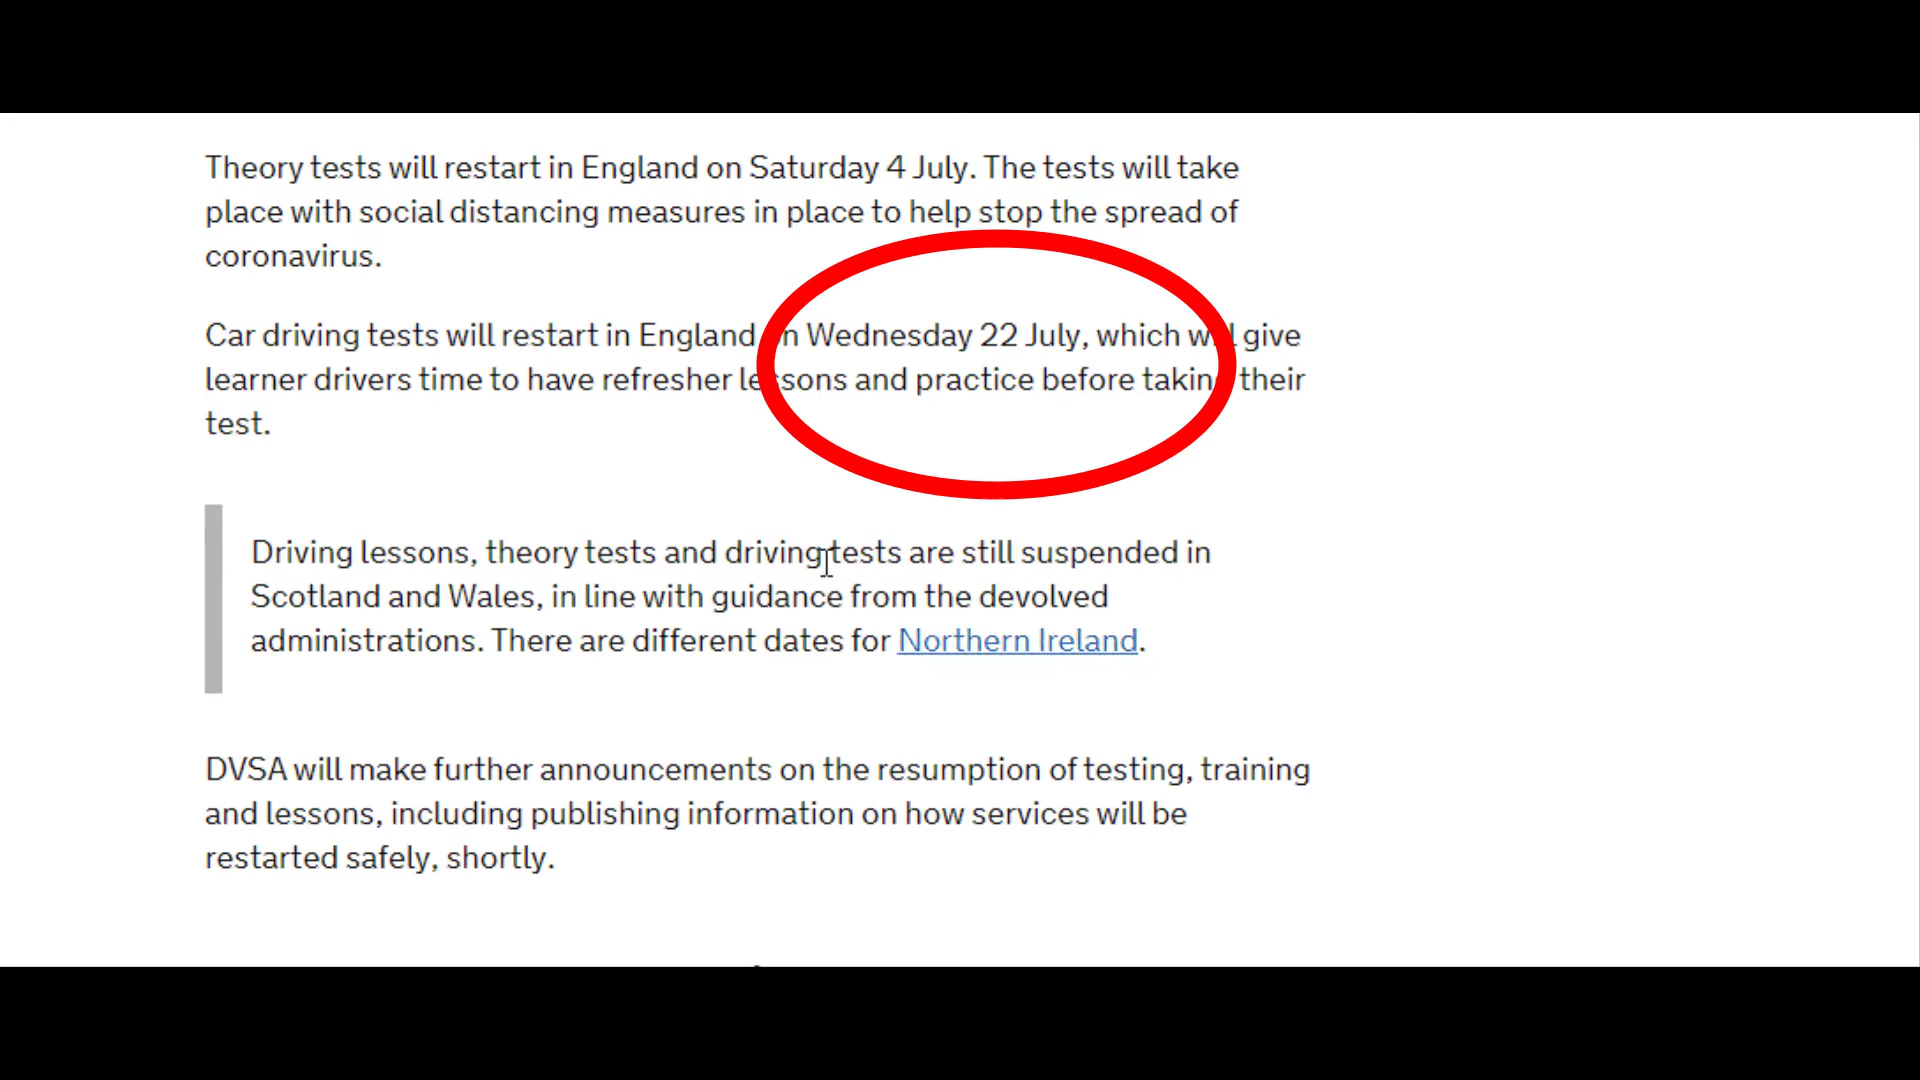 Theory tests will restart in England on Saturday 4 July. The tests will take
place with social distancing measures in place to help stop the spread of
coronavirus.
Car driving tests will restart in England on Wednesday 22 July, which will give
learner drivers time to have refresher lessons and practice before taking their
test.
Driving lessons, theory tests and driving tests are still suspended in
Scotland and Wales, in line with guidance from the devolved
administrations. There are different dates for Northern Ireland.
DVSA will make further announcements on the resumption of testing, training
and lessons, including publishing information on how services will be
restarted safely, shortly.